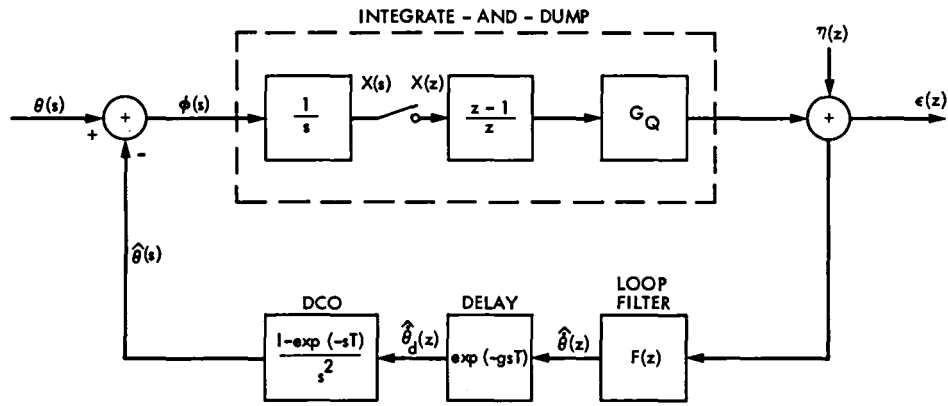 INTEGRATE - AND - DUMP
η(z)
θ(s)
+
+
-
ϕ(s)
1
s
X(s)
X(z)
z - 1
z
G_Q
+
ϵ(z)
θ̂(s)
DCO
1-exp (-sT)
s²
θ̂_d(z)
DELAY
exp (-gsT)
θ̂(z)
LOOP
FILTER
F(z)